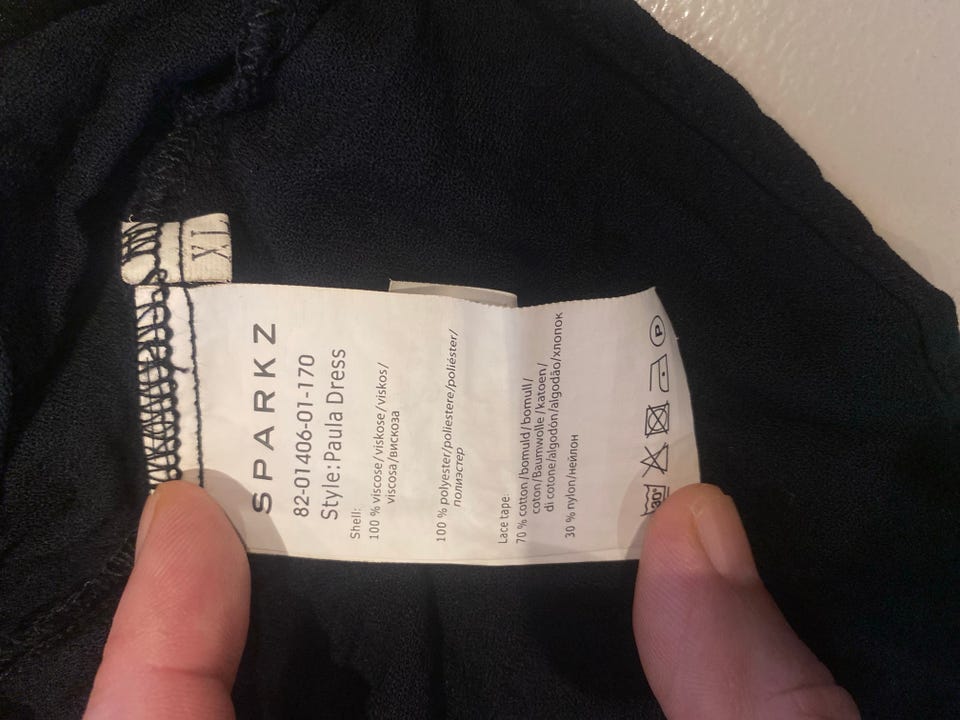 XL
SPARKZ
82-01406-01-170
Style: Paula Dress
Shell:
100 % viscose/viskose/viskos/
viscosa/вискоза
100 % polyester/poliestere/poliéster/
полиэстер
Lace tape:
70 % cotton/bomuld/bomull/
coton/Baumwolle/katoen/
di cotone/algodón/algodão/хлопок
30 % nylon/нейлон
30°
P